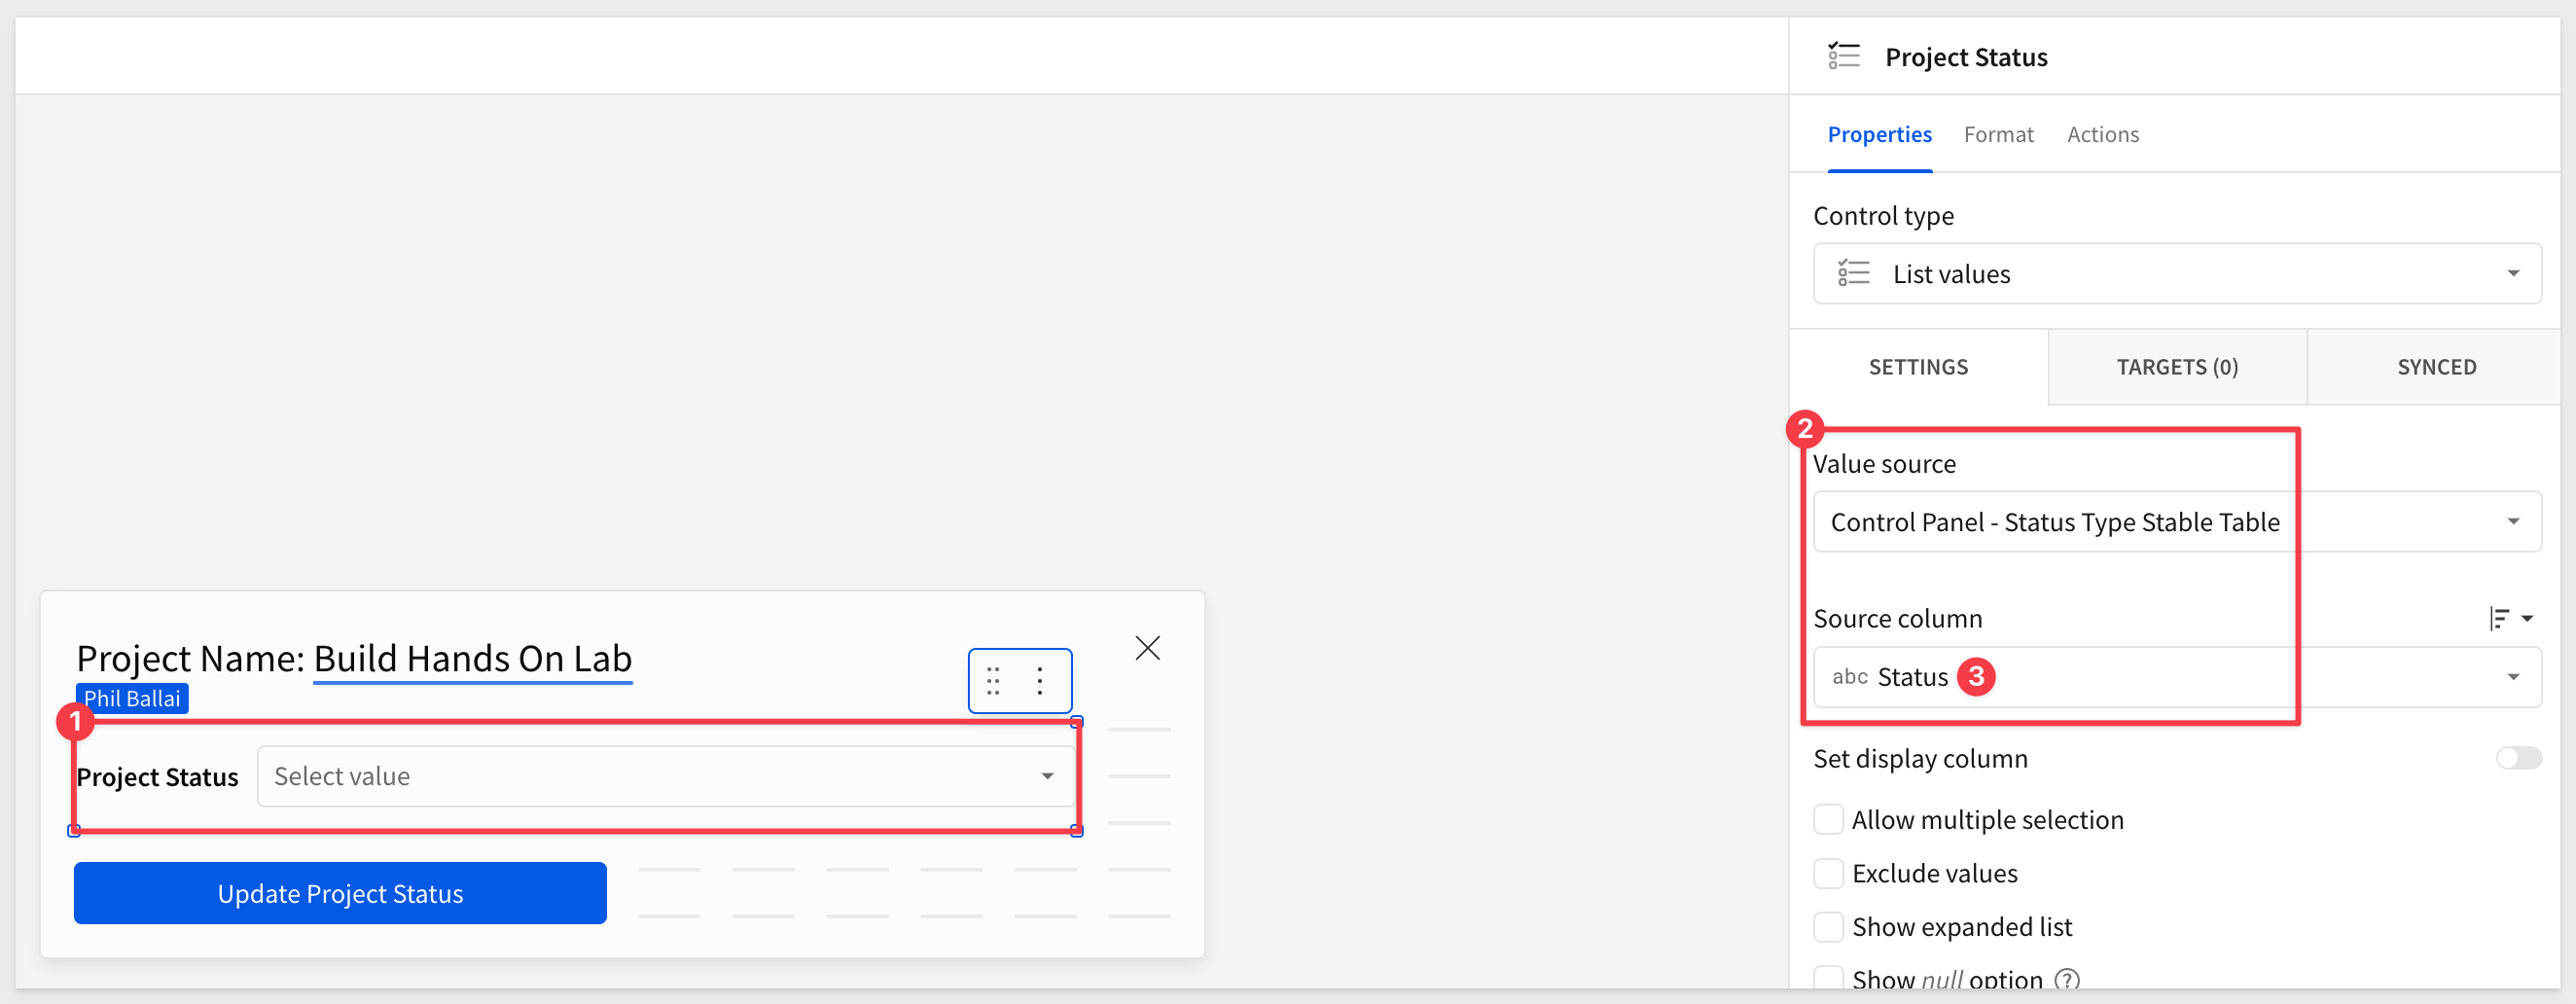 Project Status
Properties Format Actions
Control type
List values
SETTINGS TARGETS (0) SYNCED
2
Value source
Control Panel - Status Type Stable Table
Source column
abc Status 3
Set display column
Allow multiple selection
Exclude values
Show expanded list
Show null option ?
Project Name: Build Hands On Lab
Phil Ballai
1
Project Status Select value
Update Project Status